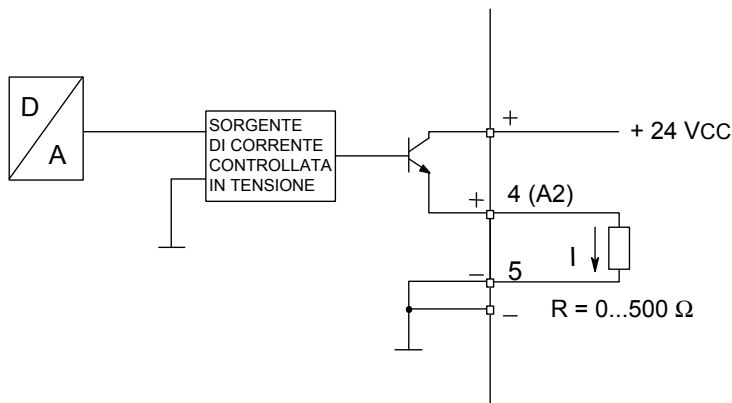 D
A
SORGENTE
DI CORRENTE
CONTROLLATA
IN TENSIONE
+
+ 24 VCC
+
4 (A2)
I
–
5
–
R = 0...500 Ω